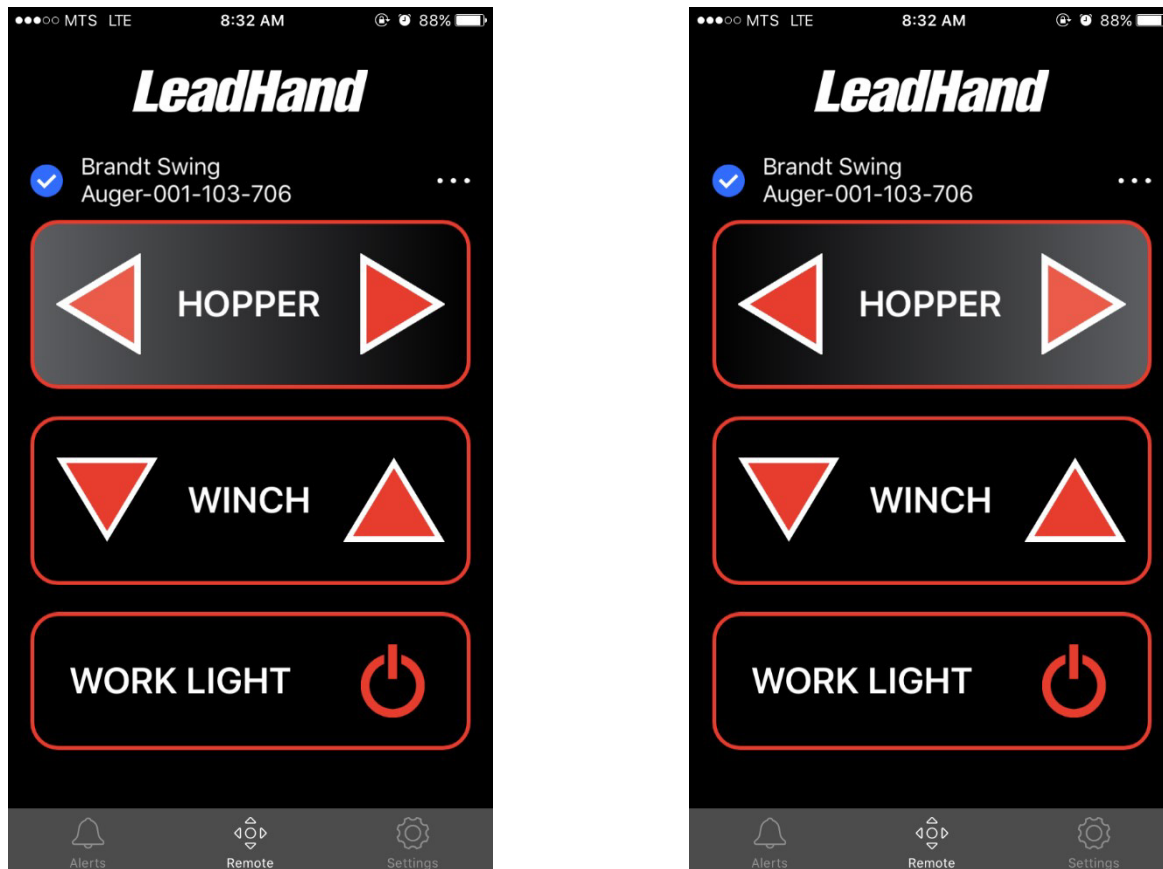 MTS LTE 8:32 AM 88%
LeadHand
Brandt Swing
Auger-001-103-706
HOPPER
WINCH
WORK LIGHT
Alerts Remote Settings
MTS LTE 8:32 AM 88%
LeadHand
Brandt Swing
Auger-001-103-706
HOPPER
WINCH
WORK LIGHT
Alerts Remote Settings